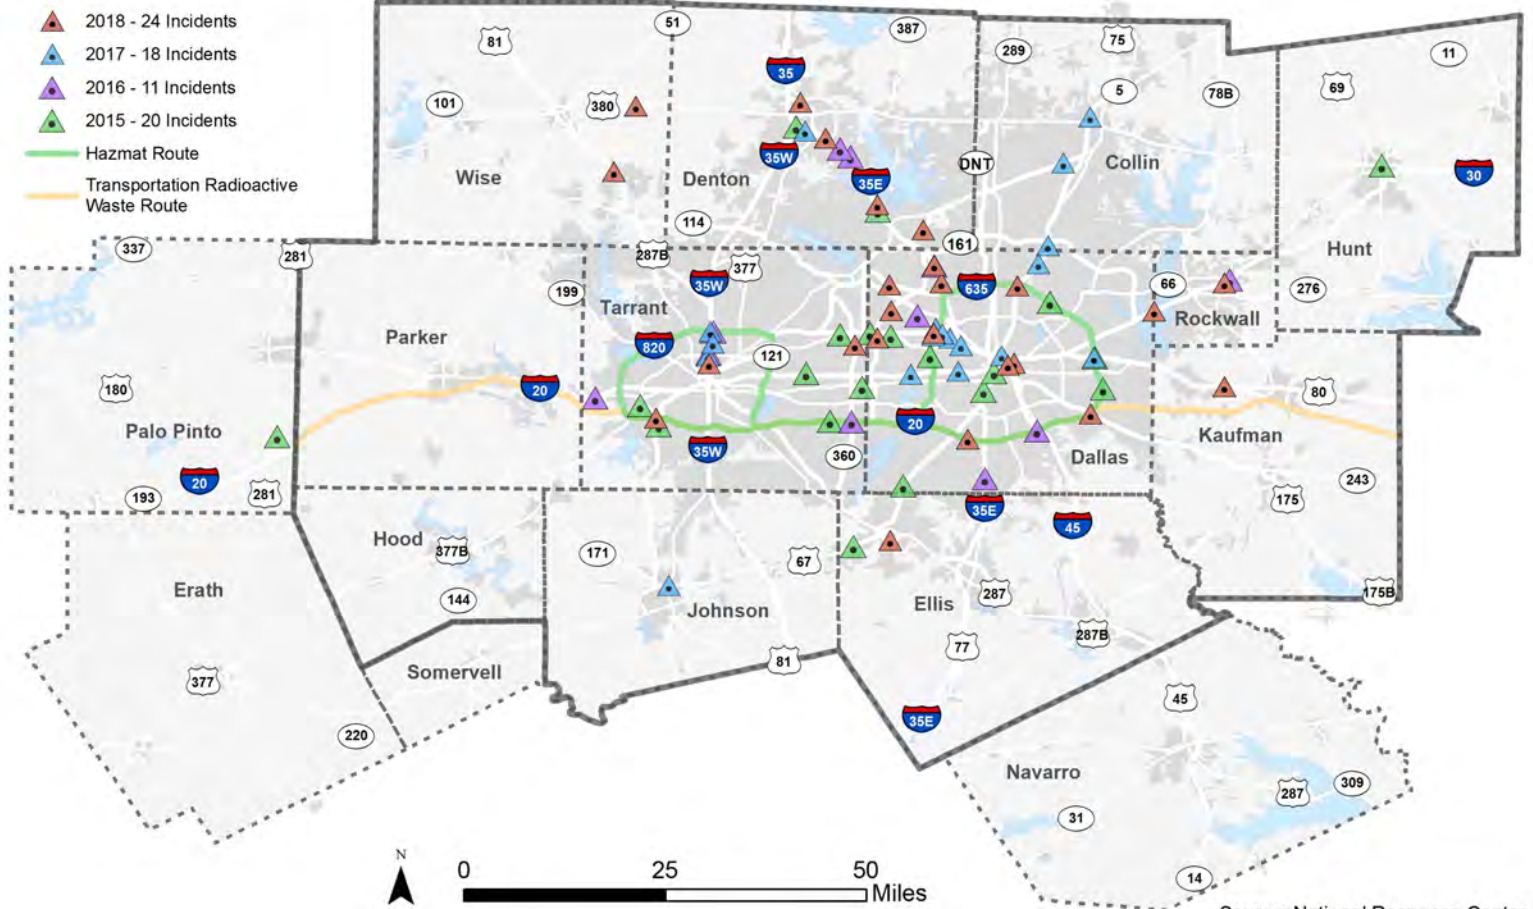 2018 - 24 Incidents
2017 - 18 Incidents
2016 - 11 Incidents
2015 - 20 Incidents
Hazmat Route
Transportation Radioactive
Waste Route
51
387
81
289
75
11
35
69
101
380
5
78B
35W
DNT
Collin
Wise
Denton
35E
30
114
337
281
287B
377
161
Hunt
199
35W
635
66
276
Tarrant
Rockwall
Parker
820
121
180
20
80
Palo Pinto
20
Kaufman
35W
360
Dallas
20
193
281
243
175
35E
45
Hood
377B
171
67
Erath
144
Johnson
Ellis
287
175B
287B
77
81
Somervell
377
45
35E
220
Navarro
287
309
31
14
N
0 25 50
Miles